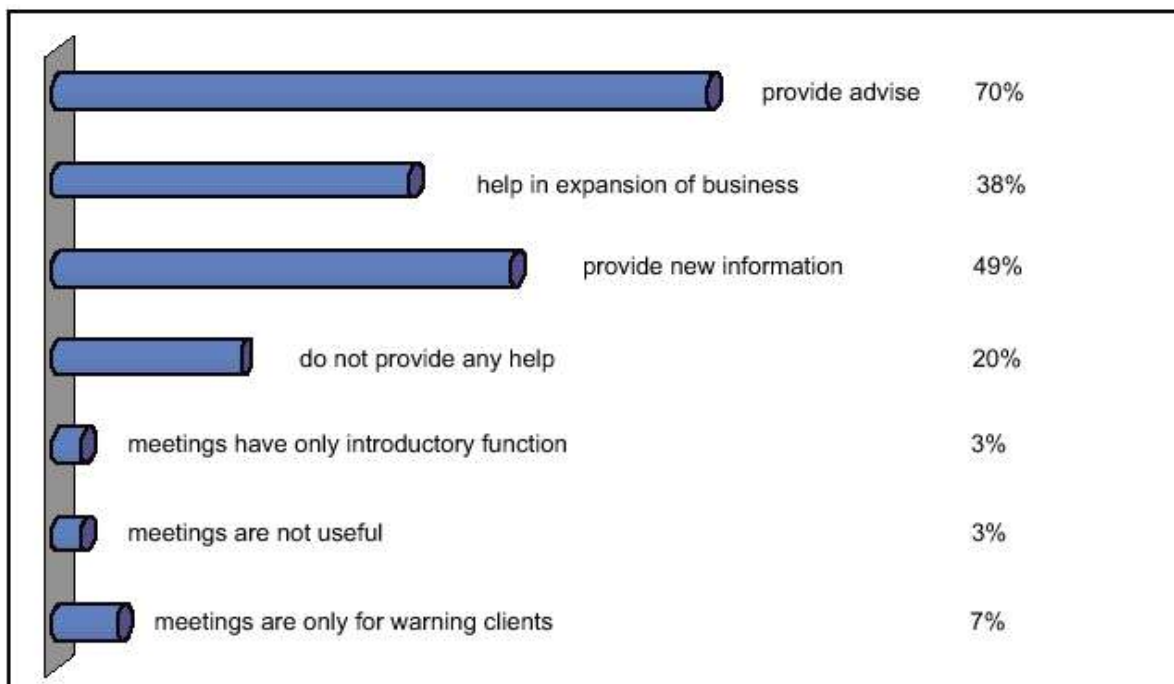 provide advise 70%
help in expansion of business 38%
provide new information 49%
do not provide any help 20%
meetings have only introductory function 3%
meetings are not useful 3%
meetings are only for warning clients 7%